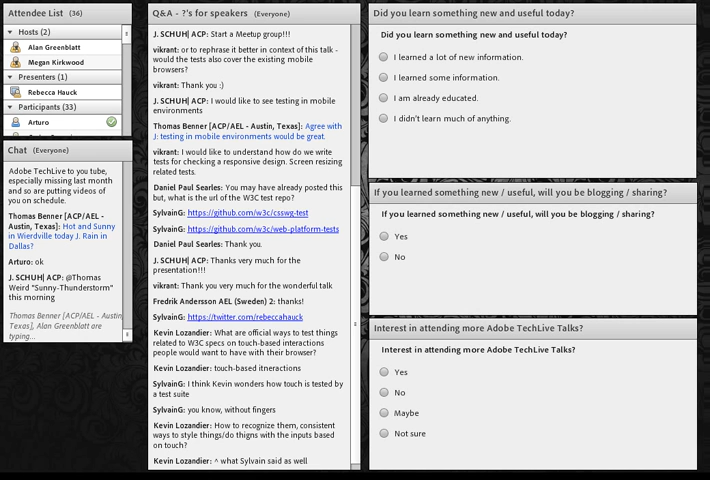 Attendee List (36)
Hosts (2)
Alan Greenblatt
Megan Kirkwood
Presenters (1)
Rebecca Hauck
Participants (33)
Arturo
Chat (Everyone)
Adobe TechLive to you tube,
especially missing last month
and so are putting videos of
you on schedule.
Thomas Benner [ACP/AEL -
Austin, Texas]: Hot and Sunny
in Wierdville today J. Rain in
Dallas?
Arturo: ok
J. SCHUH| ACP: @Thomas
Weird "Sunny-Thunderstorm"
this morning
Thomas Benner [ACP/AEL - Austin,
Texas], Alan Greenblatt are
typing...
Q&A - ?'s for speakers (Everyone)
J. SCHUH| ACP: Start a Meetup group!!!
vikrant: or to rephrase it better in context of this talk -
would the tests also cover the existing mobile
browsers?
vikrant: Thank you :)
J. SCHUH| ACP: I would like to see testing in mobile
environments
Thomas Benner [ACP/AEL - Austin, Texas]: Agree with
J: testing in mobile environments would be great.
vikrant: I would like to understand how do we write
tests for checking a responsive design. Screen resizing
related tests.
Daniel Paul Searles: You may have already posted this
but, what is the url of the W3C test repo?
SylvainG: https://github.com/w3c/csswg-test
SylvainG: https://github.com/w3c/web-platform-tests
Daniel Paul Searles: Thank you.
J. SCHUH| ACP: Thanks very much for the
presentation!!!
vikrant: Thank you very much for the wonderful talk
Fredrik Andersson AEL (Sweden) 2: thanks!
SylvainG: https://twitter.com/rebeccahauck
Kevin Lozandier: What are official ways to test things
related to W3C specs on touch-based interactions
people would want to have with their browser?
Kevin Lozandier: touch-based itneractions
SylvainG: I think Kevin wonders how touch is tested by
a test suite
SylvainG: you know, without fingers
Kevin Lozandier: How to recognize them, consistent
ways to style things/do thigns with the inputs based
on touch?
Kevin Lozandier: ^ what Sylvain said as well
Did you learn something new and useful today?
Did you learn something new and useful today?
I learned a lot of new information.
I learned some information.
I am already educated.
I didn't learn much of anything.
If you learned something new / useful, will you be blogging / sharing?
If you learned something new / useful, will you be blogging / sharing?
Yes
No
Interest in attending more Adobe TechLive Talks?
Interest in attending more Adobe TechLive Talks?
Yes
No
Maybe
Not sure